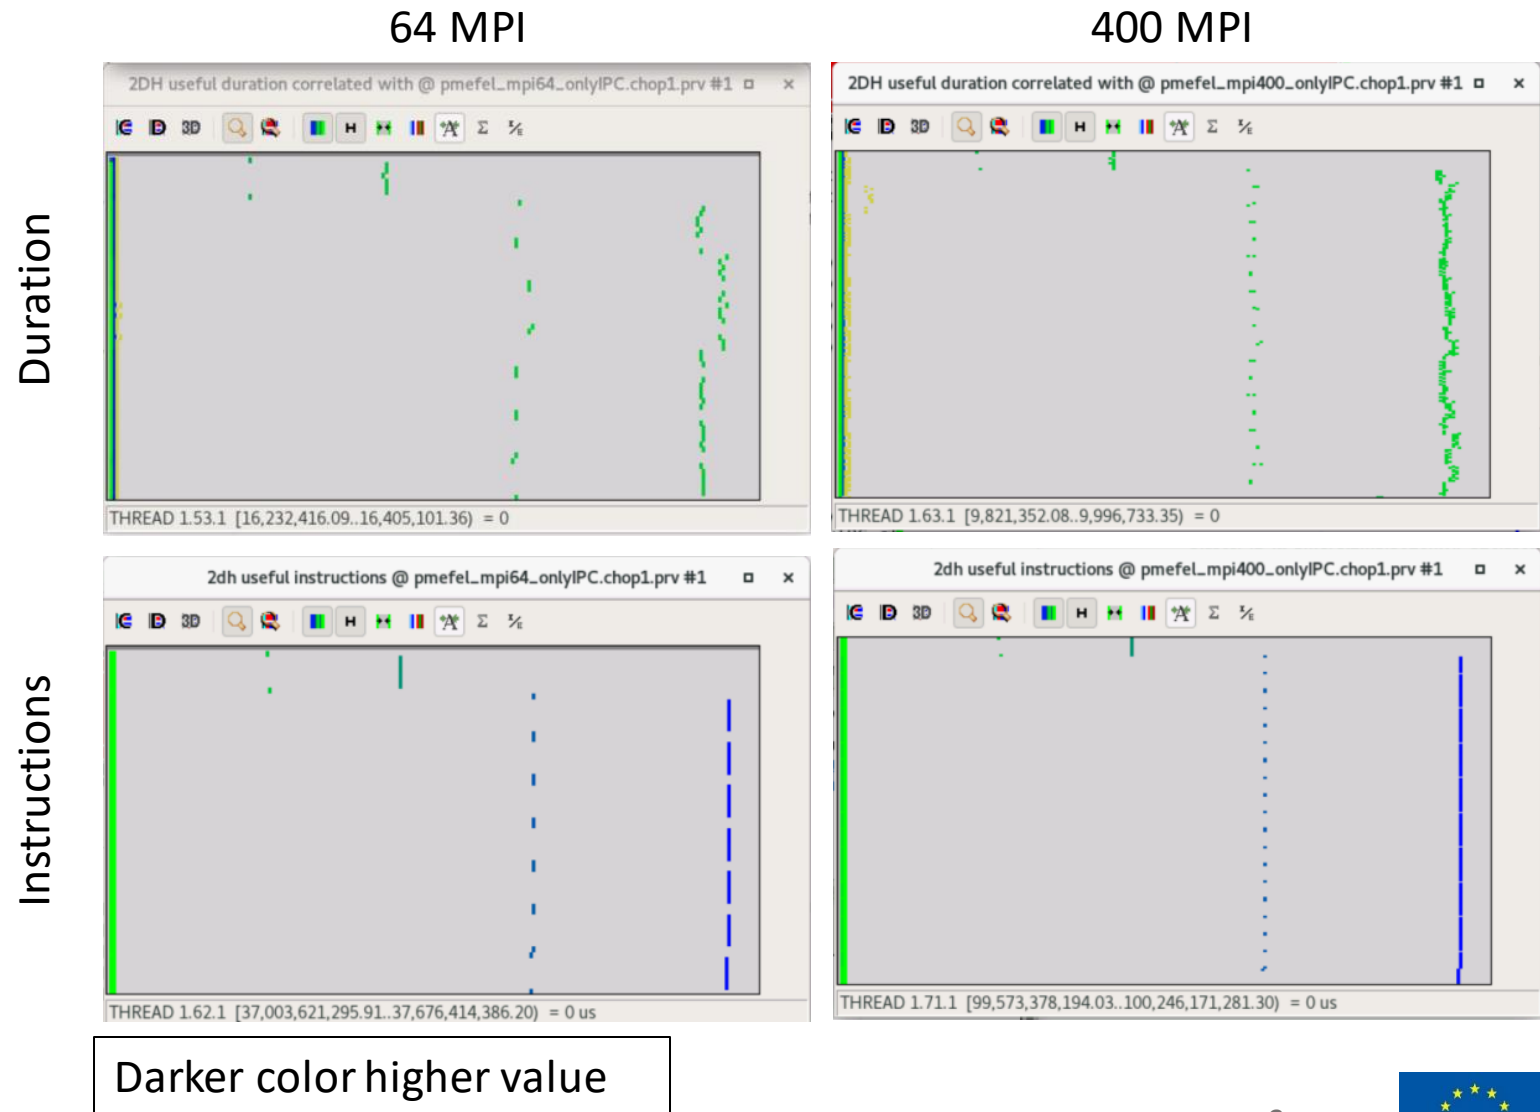 64 MPI
400 MPI
Duration
2DH useful duration correlated with @ pmefel_mpi64_onlyIPC.chop1.prv #1
3D
H
Σ
THREAD 1.53.1 [16,232,416.09..16,405,101.36) = 0
2DH useful duration correlated with @ pmefel_mpi400_onlyIPC.chop1.prv #1
3D
H
Σ
THREAD 1.63.1 [9,821,352.08..9,996,733.35) = 0
Instructions
2dh useful instructions @ pmefel_mpi64_onlyIPC.chop1.prv #1
3D
H
Σ
THREAD 1.62.1 [37,003,621,295.91..37,676,414,386.20) = 0 us
2dh useful instructions @ pmefel_mpi400_onlyIPC.chop1.prv #1
3D
H
Σ
THREAD 1.71.1 [99,573,378,194.03..100,246,171,281.30) = 0 us
Darker color higher value